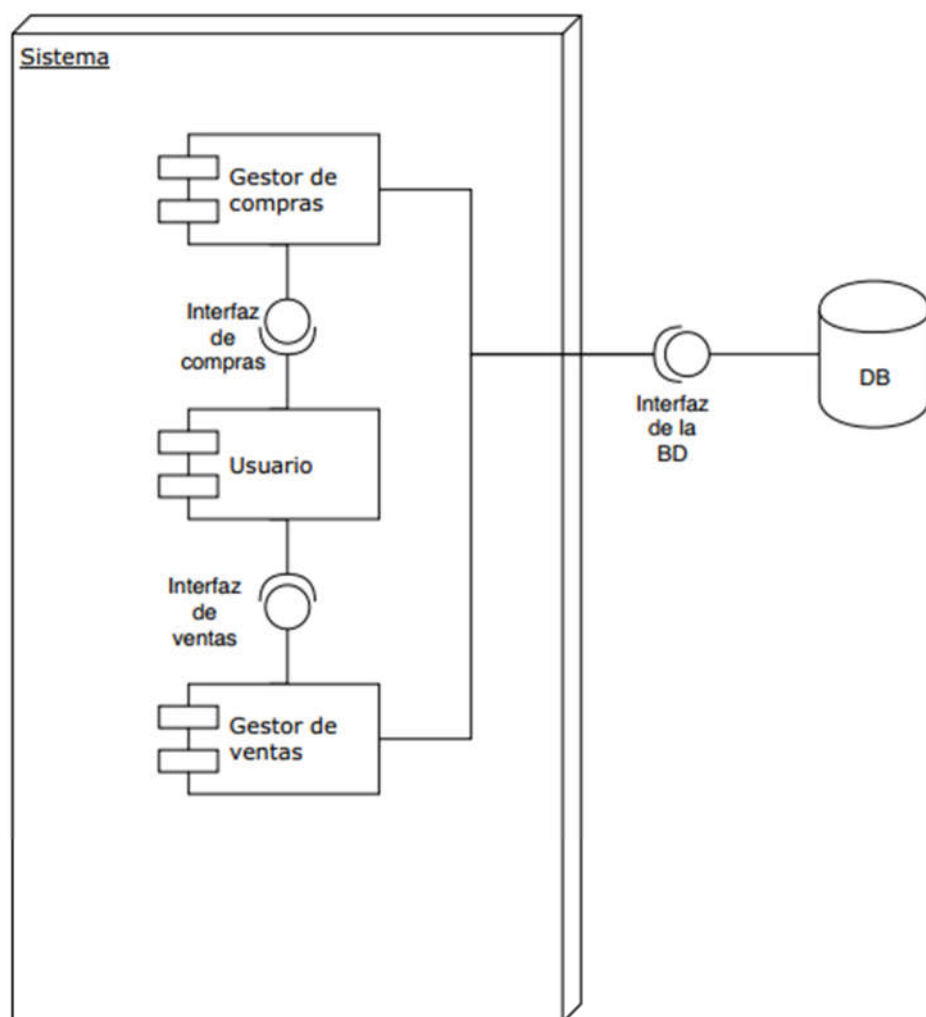 Sistema
Gestor de
compras
Interfaz
de
compras
Interfaz
de la
BD
DB
Usuario
Interfaz
de
ventas
Gestor de
ventas